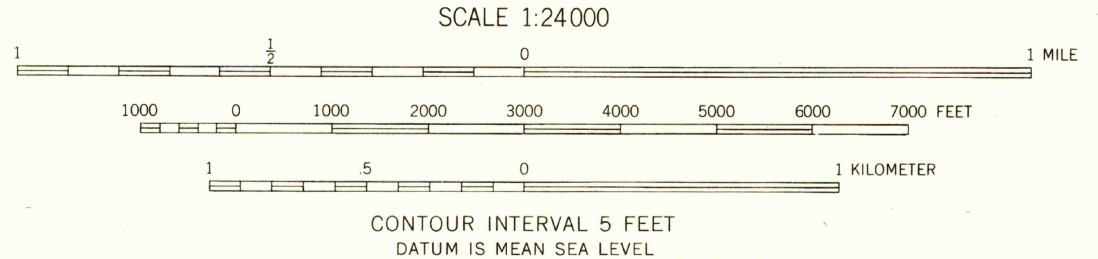 SCALE 1:24000
1 ½ 0 1 MILE
1000 0 1000 2000 3000 4000 5000 6000 7000 FEET
1 .5 0 1 KILOMETER
CONTOUR INTERVAL 5 FEET
DATUM IS MEAN SEA LEVEL